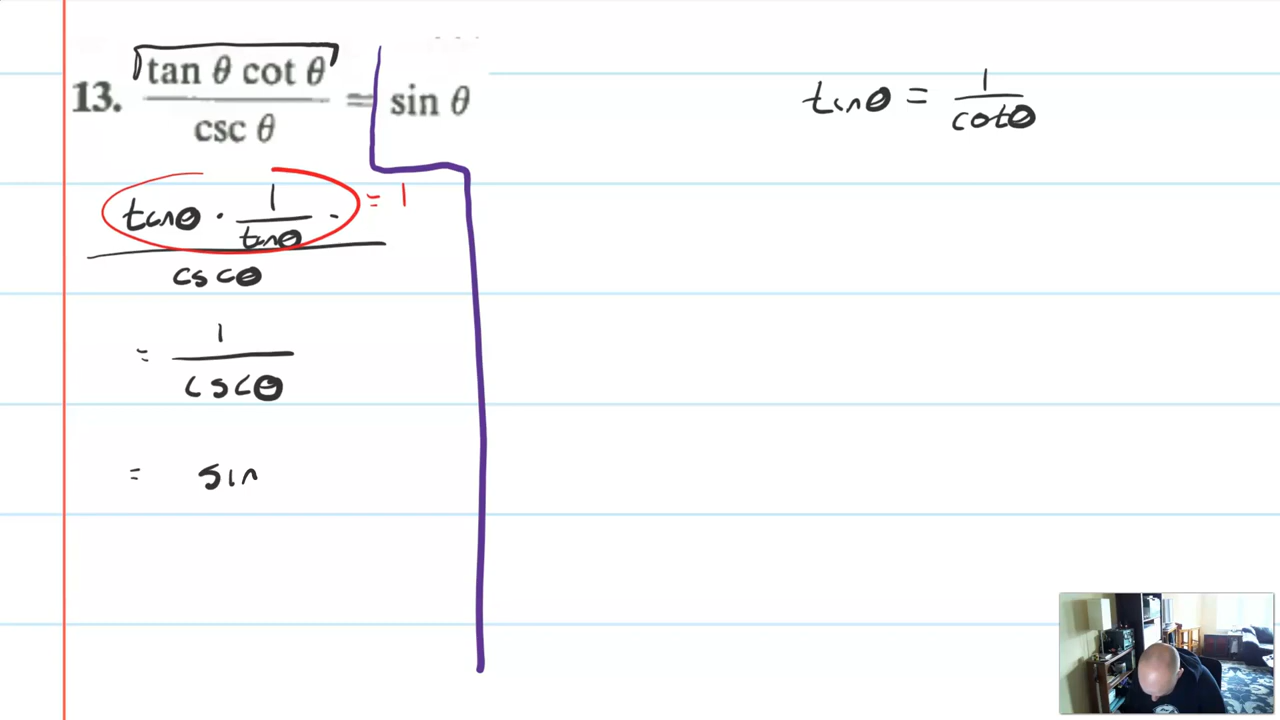 13. tan θ cot θ / csc θ = sin θ
tanθ = 1 / cotθ
tanθ · 1 / tanθ · = 1
cscθ
= 1 / cscθ
= sin